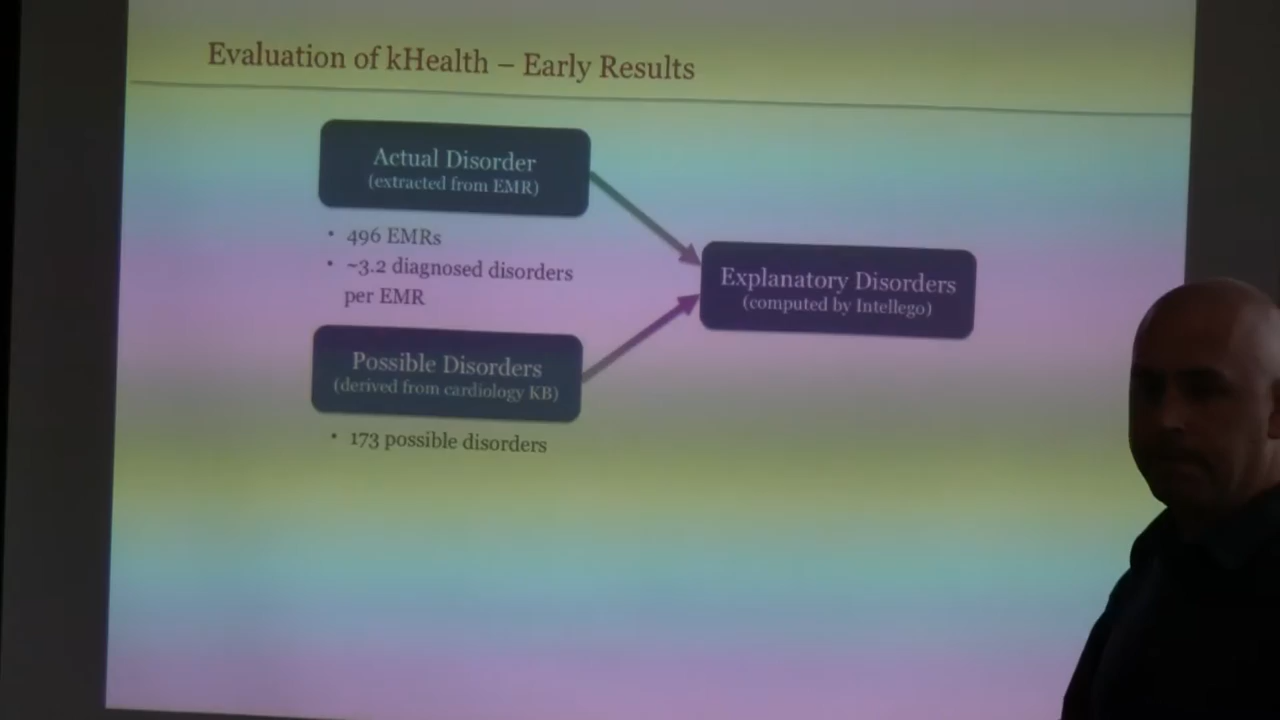 Evaluation of kHealth – Early Results
Actual Disorder
(extracted from EMR)
• 496 EMRs
• ~3.2 diagnosed disorders
per EMR
Explanatory Disorders
(computed by Intellego)
Possible Disorders
(derived from cardiology KB)
• 173 possible disorders